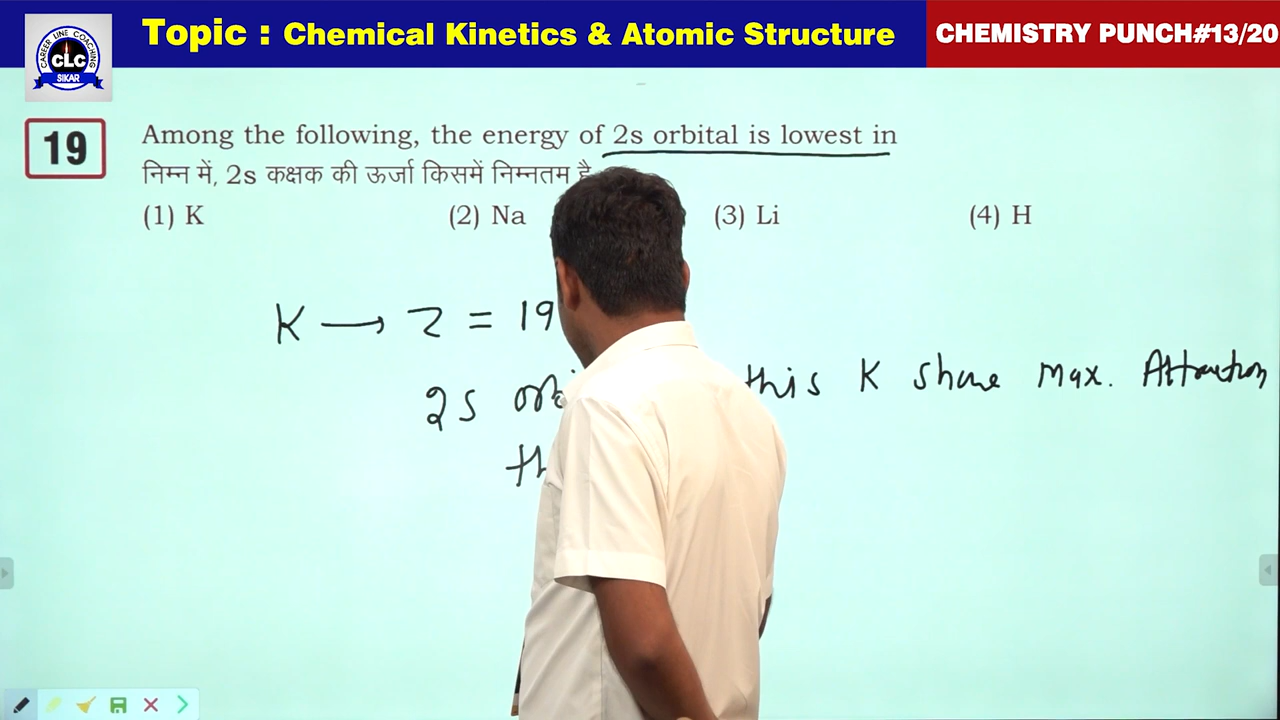 Topic : Chemical Kinetics & Atomic Structure
CHEMISTRY PUNCH#13/20
CAREER LINE COACHING
CLC
SIKAR
19
Among the following, the energy of 2s orbital is lowest in
निम्न में, 2s कक्षक की ऊर्जा किसमें निम्नतम है
(1) K (2) Na (3) Li (4) H
K → Z = 19
2s this K show Max. Attraction